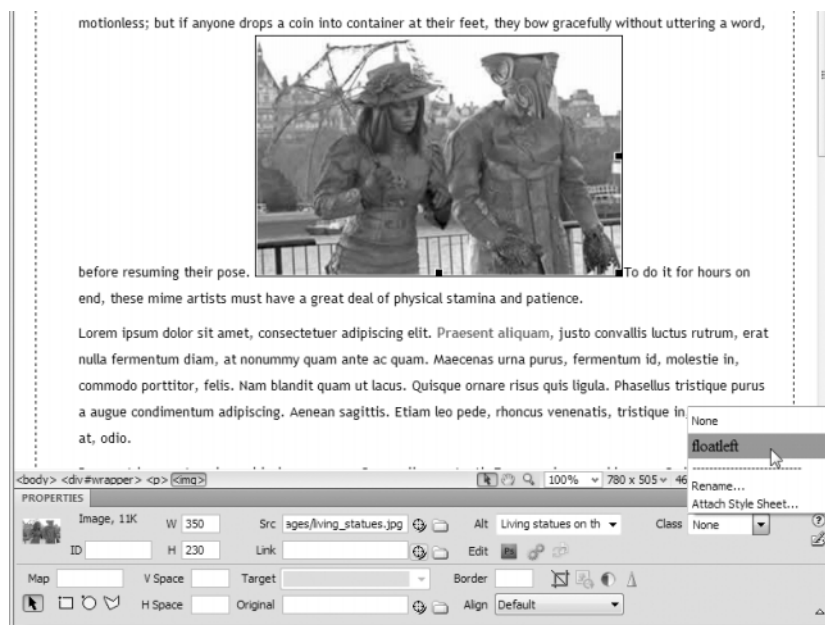 motionless; but if anyone drops a coin into container at their feet, they bow gracefully without uttering a word,
before resuming their pose. To do it for hours on
end, these mime artists must have a great deal of physical stamina and patience.
Lorem ipsum dolor sit amet, consectetuer adipiscing elit. Praesent aliquam, justo convallis luctus rutrum, erat
nulla fermentum diam, at nonummy quam ante ac quam. Maecenas urna purus, fermentum id, molestie in,
commodo porttitor, felis. Nam blandit quam ut lacus. Quisque ornare risus quis ligula. Phasellus tristique purus
a augue condimentum adipiscing. Aenean sagittis. Etiam leo pede, rhoncus venenatis, tristique in
at, odio.
None
floatleft
Rename...
Attach Style Sheet...
<body> <div#wrapper> <p> <img> 100% 780 x 505 46
PROPERTIES
Image, 11K W 350 Src ages/living_statues.jpg Alt Living statues on th Class None
ID H 230 Link Edit Ps
Map V Space Target Border
H Space Original Align Default